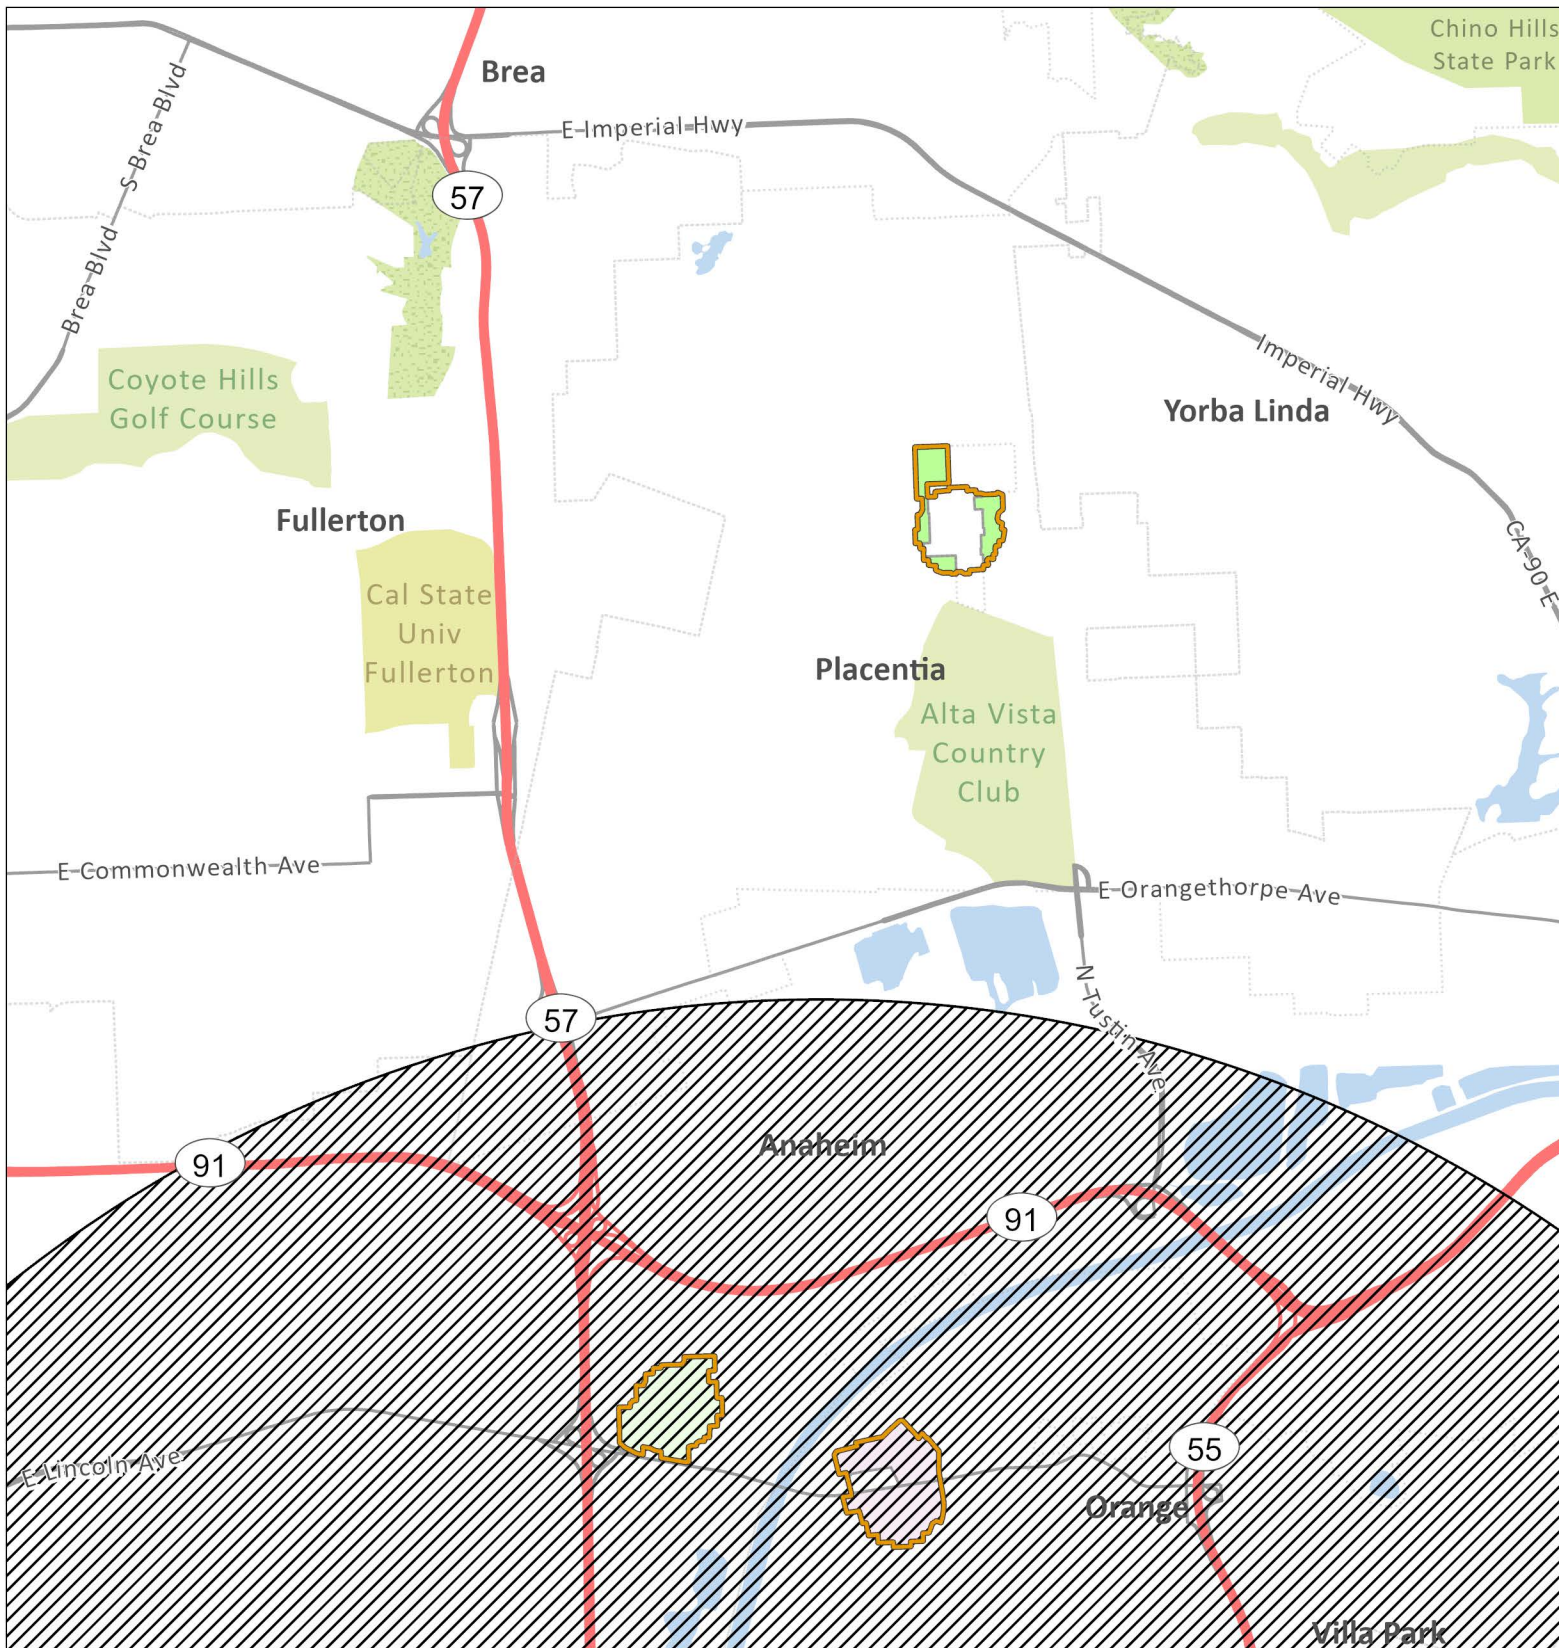 Chino Hills
State Park
Brea
E Imperial Hwy
S Brea Blvd
57
Brea Blvd
Imperial Hwy
Coyote Hills
Golf Course
Yorba Linda
Fullerton
CA-90 E
Cal State
Univ
Fullerton
Placentia
Alta Vista
Country
Club
E Commonwealth Ave
E Orangethorpe Ave
N Tustin Ave
57
Anaheim
91
91
55
E Lincoln Ave
Orange
Villa Park